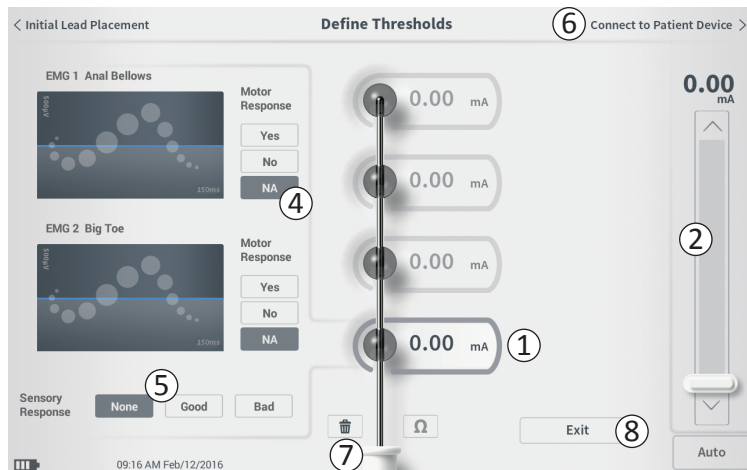 Initial Lead Placement
Define Thresholds
6
Connect to Patient Device
EMG 1 Anal Bellows
500µV
150ms
Motor
Response
Yes
No
NA
4
EMG 2 Big Toe
500µV
150ms
Motor
Response
Yes
No
NA
Sensory
Response
None
5
Good
Bad
0.00 mA
0.00 mA
0.00 mA
0.00 mA
1
0.00
mA
2
7
Ω
Exit
8
Auto
09:16 AM Feb/12/2016